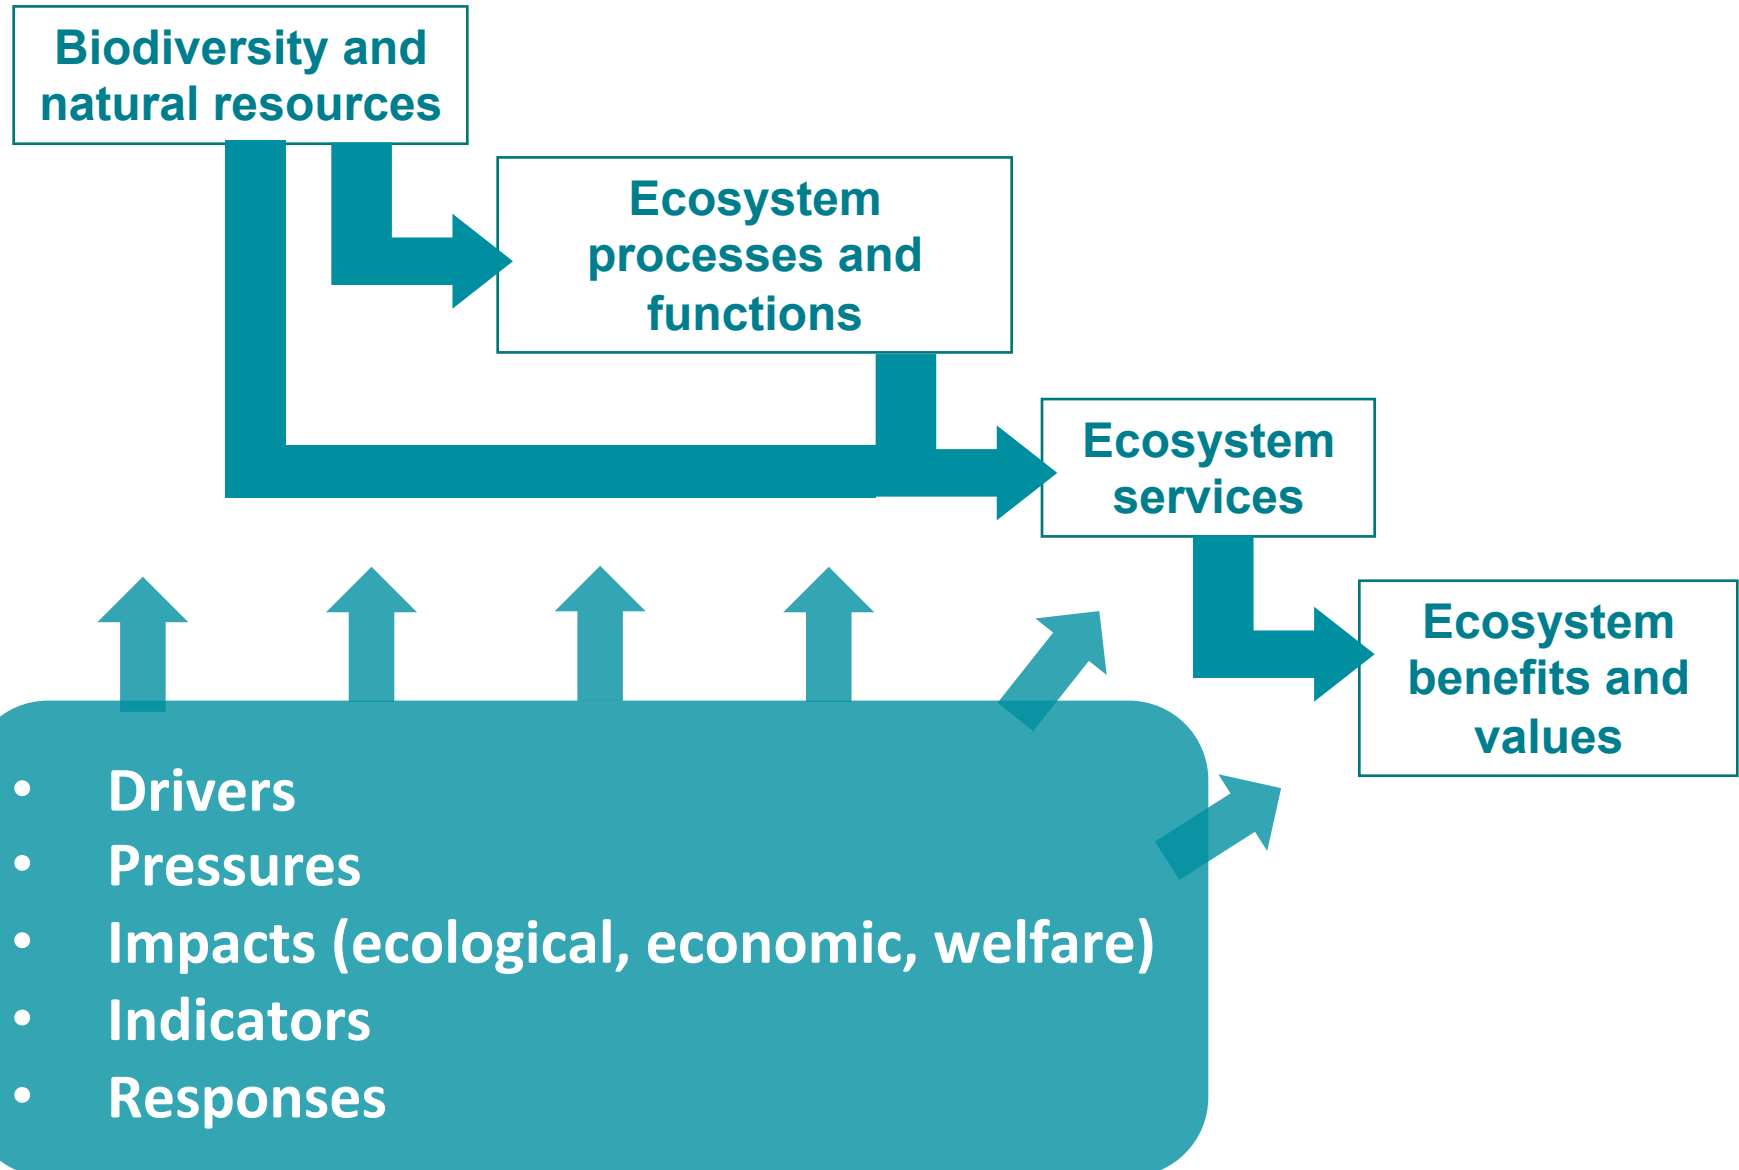 Biodiversity and
natural resources
Ecosystem
processes and
functions
Ecosystem
services
Ecosystem
benefits and
values
• Drivers
• Pressures
• Impacts (ecological, economic, welfare)
• Indicators
• Responses